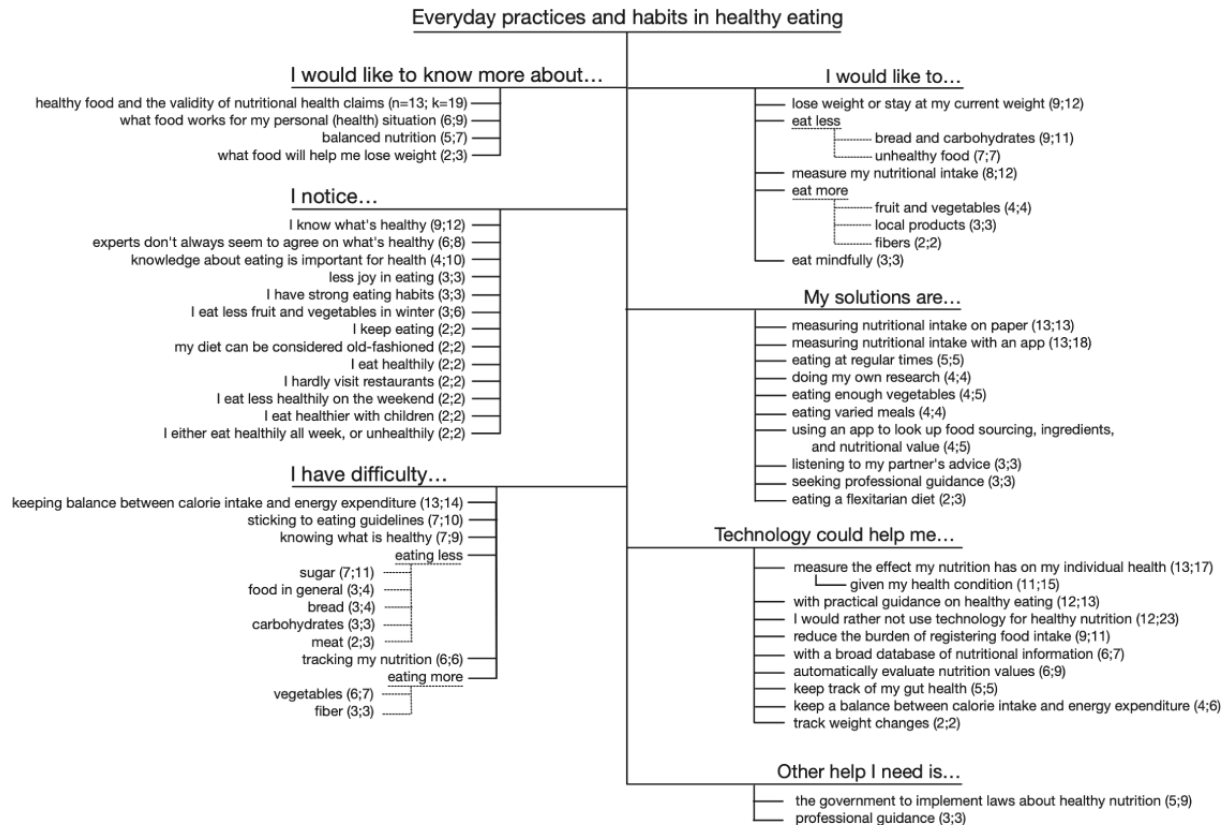 Everyday practices and habits in healthy eating
I would like to know more about...
healthy food and the validity of nutritional health claims (n=13; k=19)
what food works for my personal (health) situation (6;9)
balanced nutrition (5;7)
what food will help me lose weight (2;3)
I notice...
I know what's healthy (9;12)
experts don't always seem to agree on what's healthy (6;8)
knowledge about eating is important for health (4;10)
less joy in eating (3;3)
I have strong eating habits (3;3)
I eat less fruit and vegetables in winter (3;6)
I keep eating (2;2)
my diet can be considered old-fashioned (2;2)
I eat healthily (2;2)
I hardly visit restaurants (2;2)
I eat less healthily on the weekend (2;2)
I eat healthier with children (2;2)
I either eat healthily all week, or unhealthily (2;2)
I have difficulty...
keeping balance between calorie intake and energy expenditure (13;14)
sticking to eating guidelines (7;10)
knowing what is healthy (7;9)
eating less
sugar (7;11)
food in general (3;4)
bread (3;4)
carbohydrates (3;3)
meat (2;3)
tracking my nutrition (6;6)
eating more
vegetables (6;7)
fiber (3;3)
I would like to...
lose weight or stay at my current weight (9;12)
eat less
bread and carbohydrates (9;11)
unhealthy food (7;7)
measure my nutritional intake (8;12)
eat more
fruit and vegetables (4;4)
local products (3;3)
fibers (2;2)
eat mindfully (3;3)
My solutions are...
measuring nutritional intake on paper (13;13)
measuring nutritional intake with an app (13;18)
eating at regular times (5;5)
doing my own research (4;4)
eating enough vegetables (4;5)
eating varied meals (4;4)
using an app to look up food sourcing, ingredients,
and nutritional value (4;5)
listening to my partner's advice (3;3)
seeking professional guidance (3;3)
eating a flexitarian diet (2;3)
Technology could help me...
measure the effect my nutrition has on my individual health (13;17)
given my health condition (11;15)
with practical guidance on healthy eating (12;13)
I would rather not use technology for healthy nutrition (12;23)
reduce the burden of registering food intake (9;11)
with a broad database of nutritional information (6;7)
automatically evaluate nutrition values (6;9)
keep track of my gut health (5;5)
keep a balance between calorie intake and energy expenditure (4;6)
track weight changes (2;2)
Other help I need is...
the government to implement laws about healthy nutrition (5;9)
professional guidance (3;3)